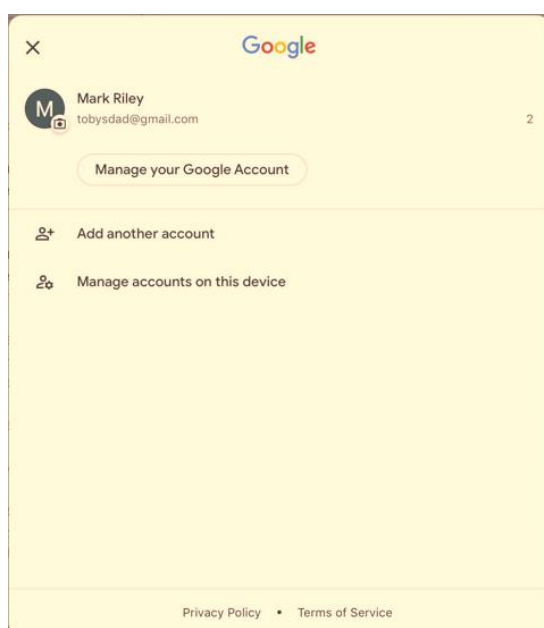 Google
M
Mark Riley
tobysdad@gmail.com
2
Manage your Google Account
Add another account
Manage accounts on this device
Privacy Policy • Terms of Service